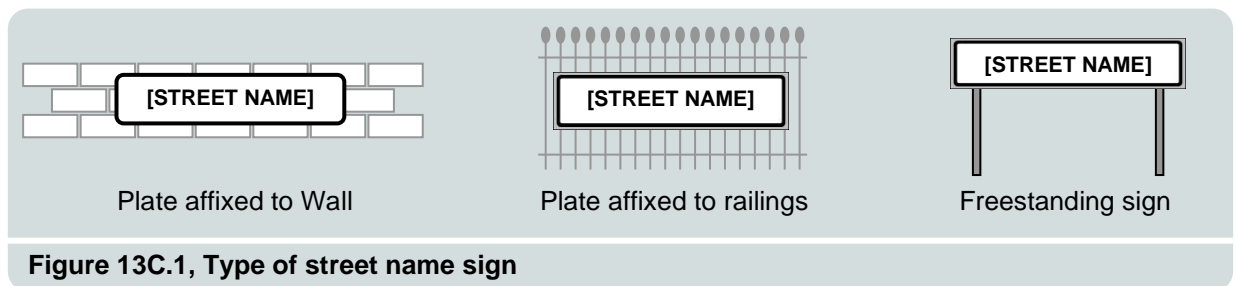 [STREET NAME]
Plate affixed to Wall
[STREET NAME]
Plate affixed to railings
[STREET NAME]
Freestanding sign
Figure 13C.1, Type of street name sign